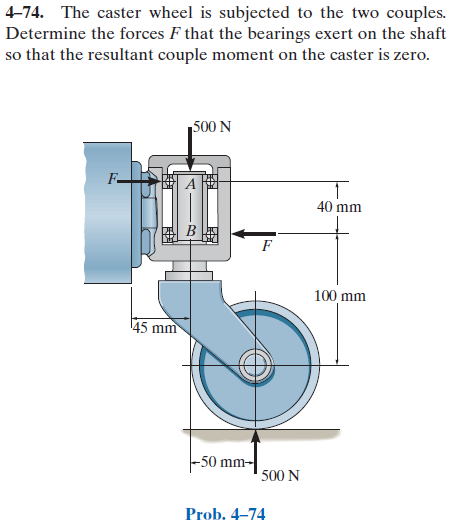 4–74. The caster wheel is subjected to the two couples.
Determine the forces F that the bearings exert on the shaft
so that the resultant couple moment on the caster is zero.
500 N
F
A
40 mm
B
F
100 mm
45 mm
50 mm
500 N
Prob. 4–74